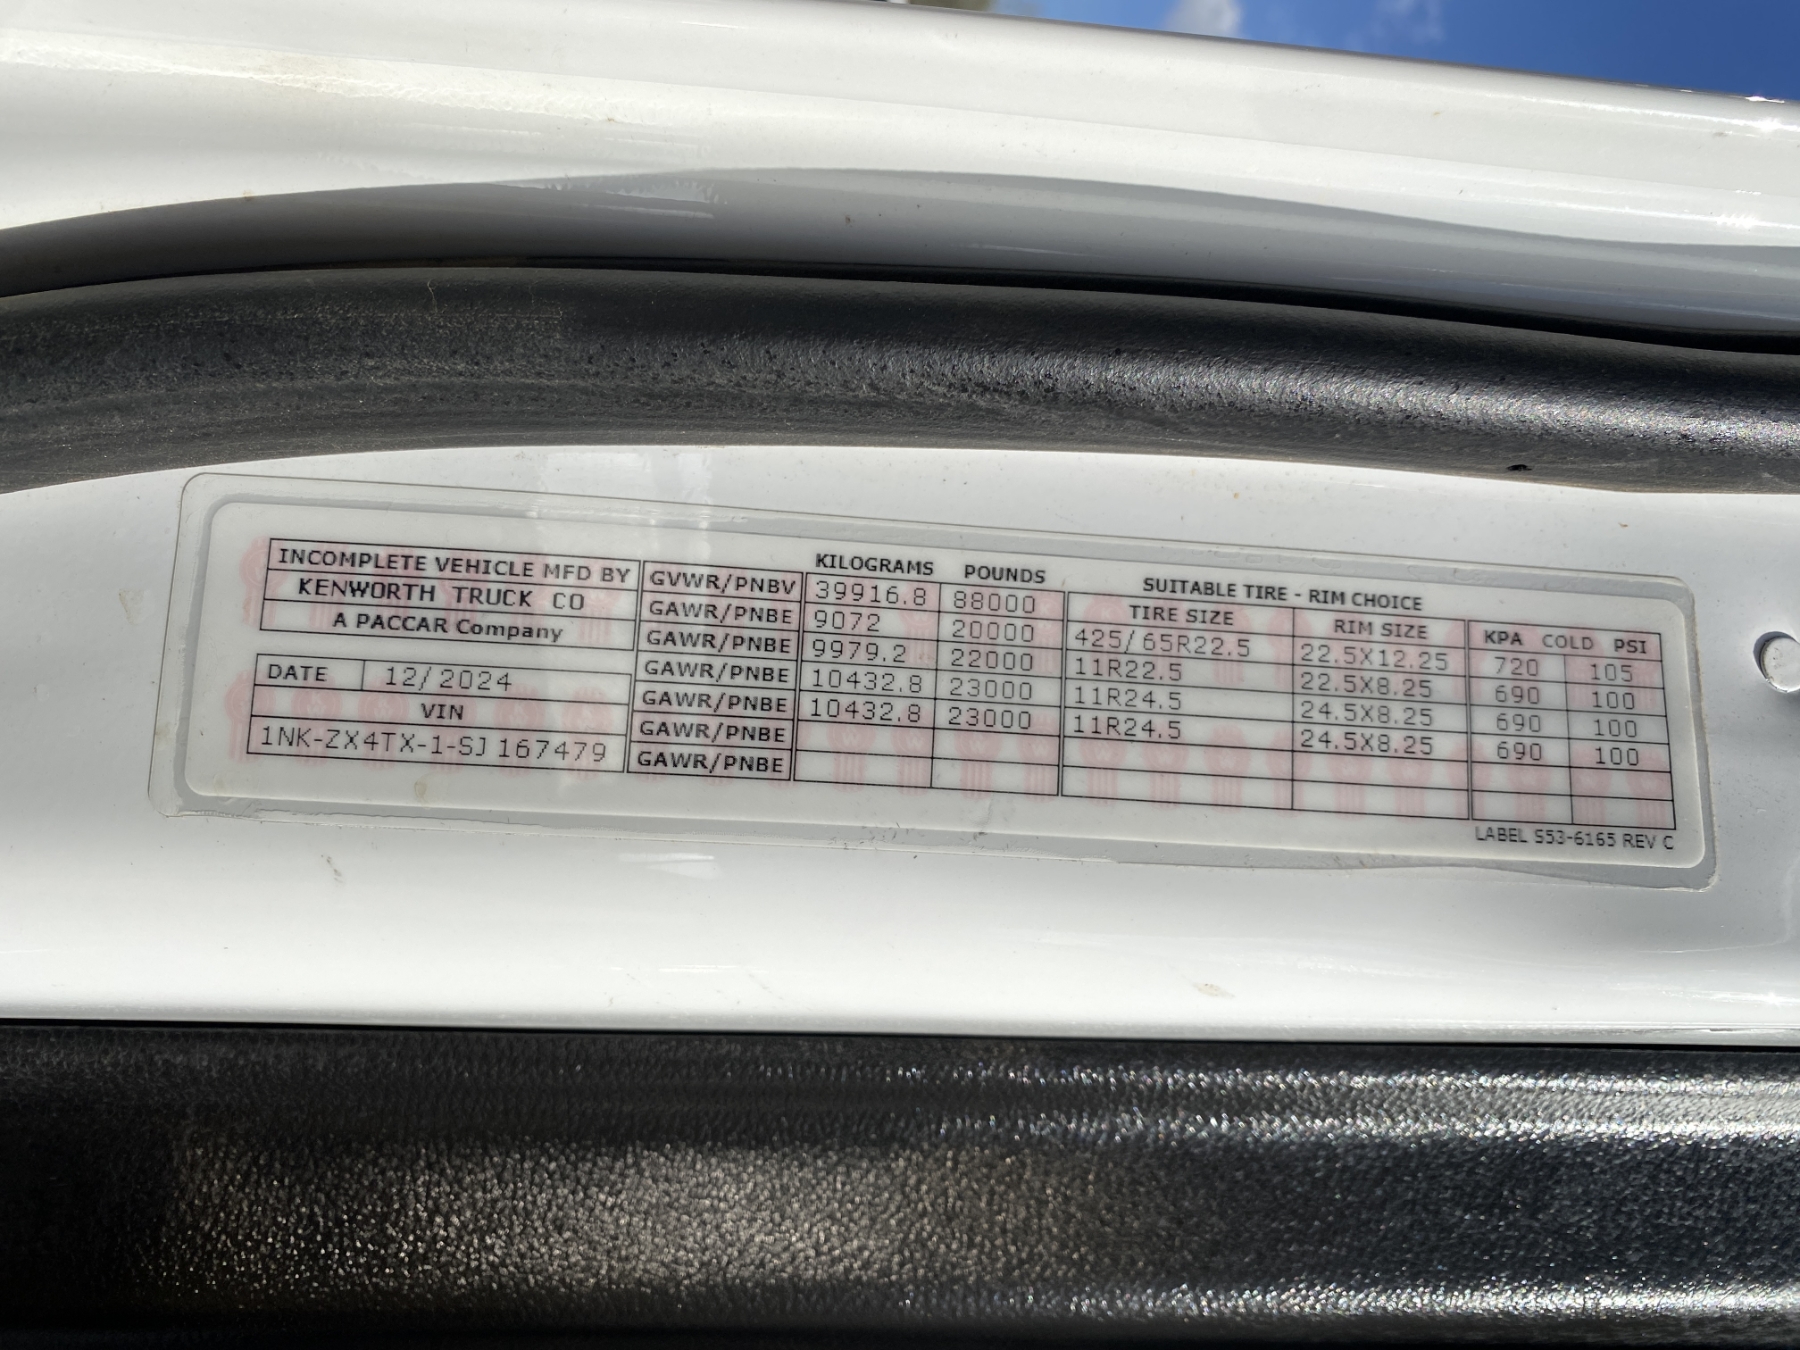 INCOMPLETE VEHICLE MFD BY
KENWORTH TRUCK CO
A PACCAR Company
DATE 12/2024
VIN
1NK-ZX4TX-1-SJ167479
KILOGRAMS POUNDS
GVWR/PNBV 39916.8 88000
GAWR/PNBE 9072 20000
GAWR/PNBE 9979.2 22000
GAWR/PNBE 10432.8 23000
GAWR/PNBE 10432.8 23000
GAWR/PNBE
GAWR/PNBE
SUITABLE TIRE - RIM CHOICE
TIRE SIZE RIM SIZE KPA COLD PSI
425/65R22.5 22.5X12.25 720 105
11R22.5 22.5X8.25 690 100
11R24.5 24.5X8.25 690 100
11R24.5 24.5X8.25 690 100
LABEL S53-6165 REV C